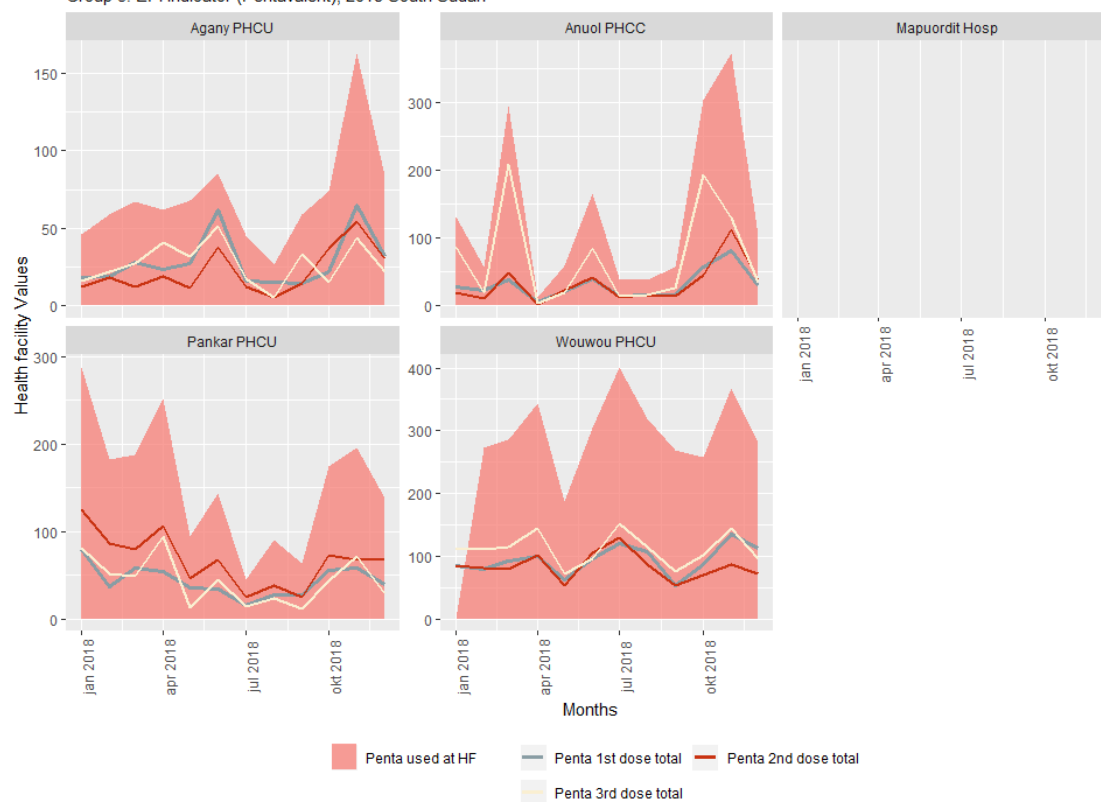 Agany PHCU
Anuol PHCC
Mapuordit Hosp
150
100
50
0
300
200
100
0
jan 2018
apr 2018
jul 2018
okt 2018
Health facility Values
Pankar PHCU
Wouwou PHCU
300
200
100
0
400
300
200
100
0
jan 2018
apr 2018
jul 2018
okt 2018
jan 2018
apr 2018
jul 2018
okt 2018
Months
Penta used at HF
Penta 1st dose total
Penta 2nd dose total
Penta 3rd dose total